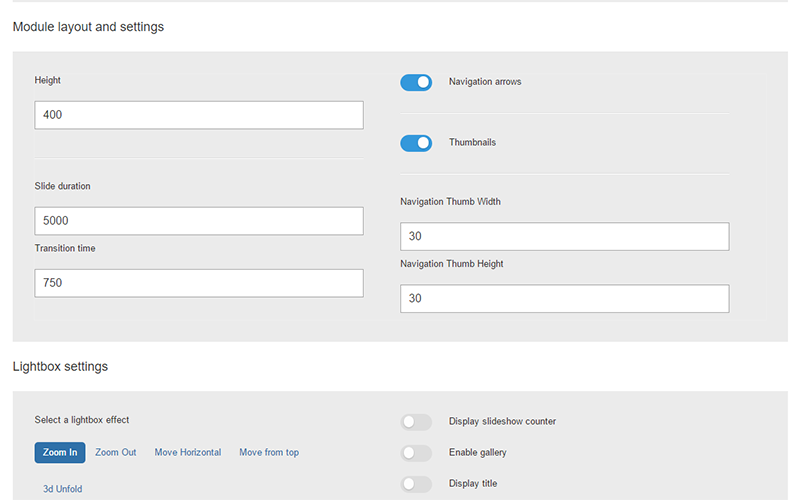 Module layout and settings
Height
400
Slide duration
5000
Transition time
750
Navigation arrows
Thumbnails
Navigation Thumb Width
30
Navigation Thumb Height
30
Lightbox settings
Select a lightbox effect
Zoom In Zoom Out Move Horizontal Move from top
3d Unfold
Display slideshow counter
Enable gallery
Display title